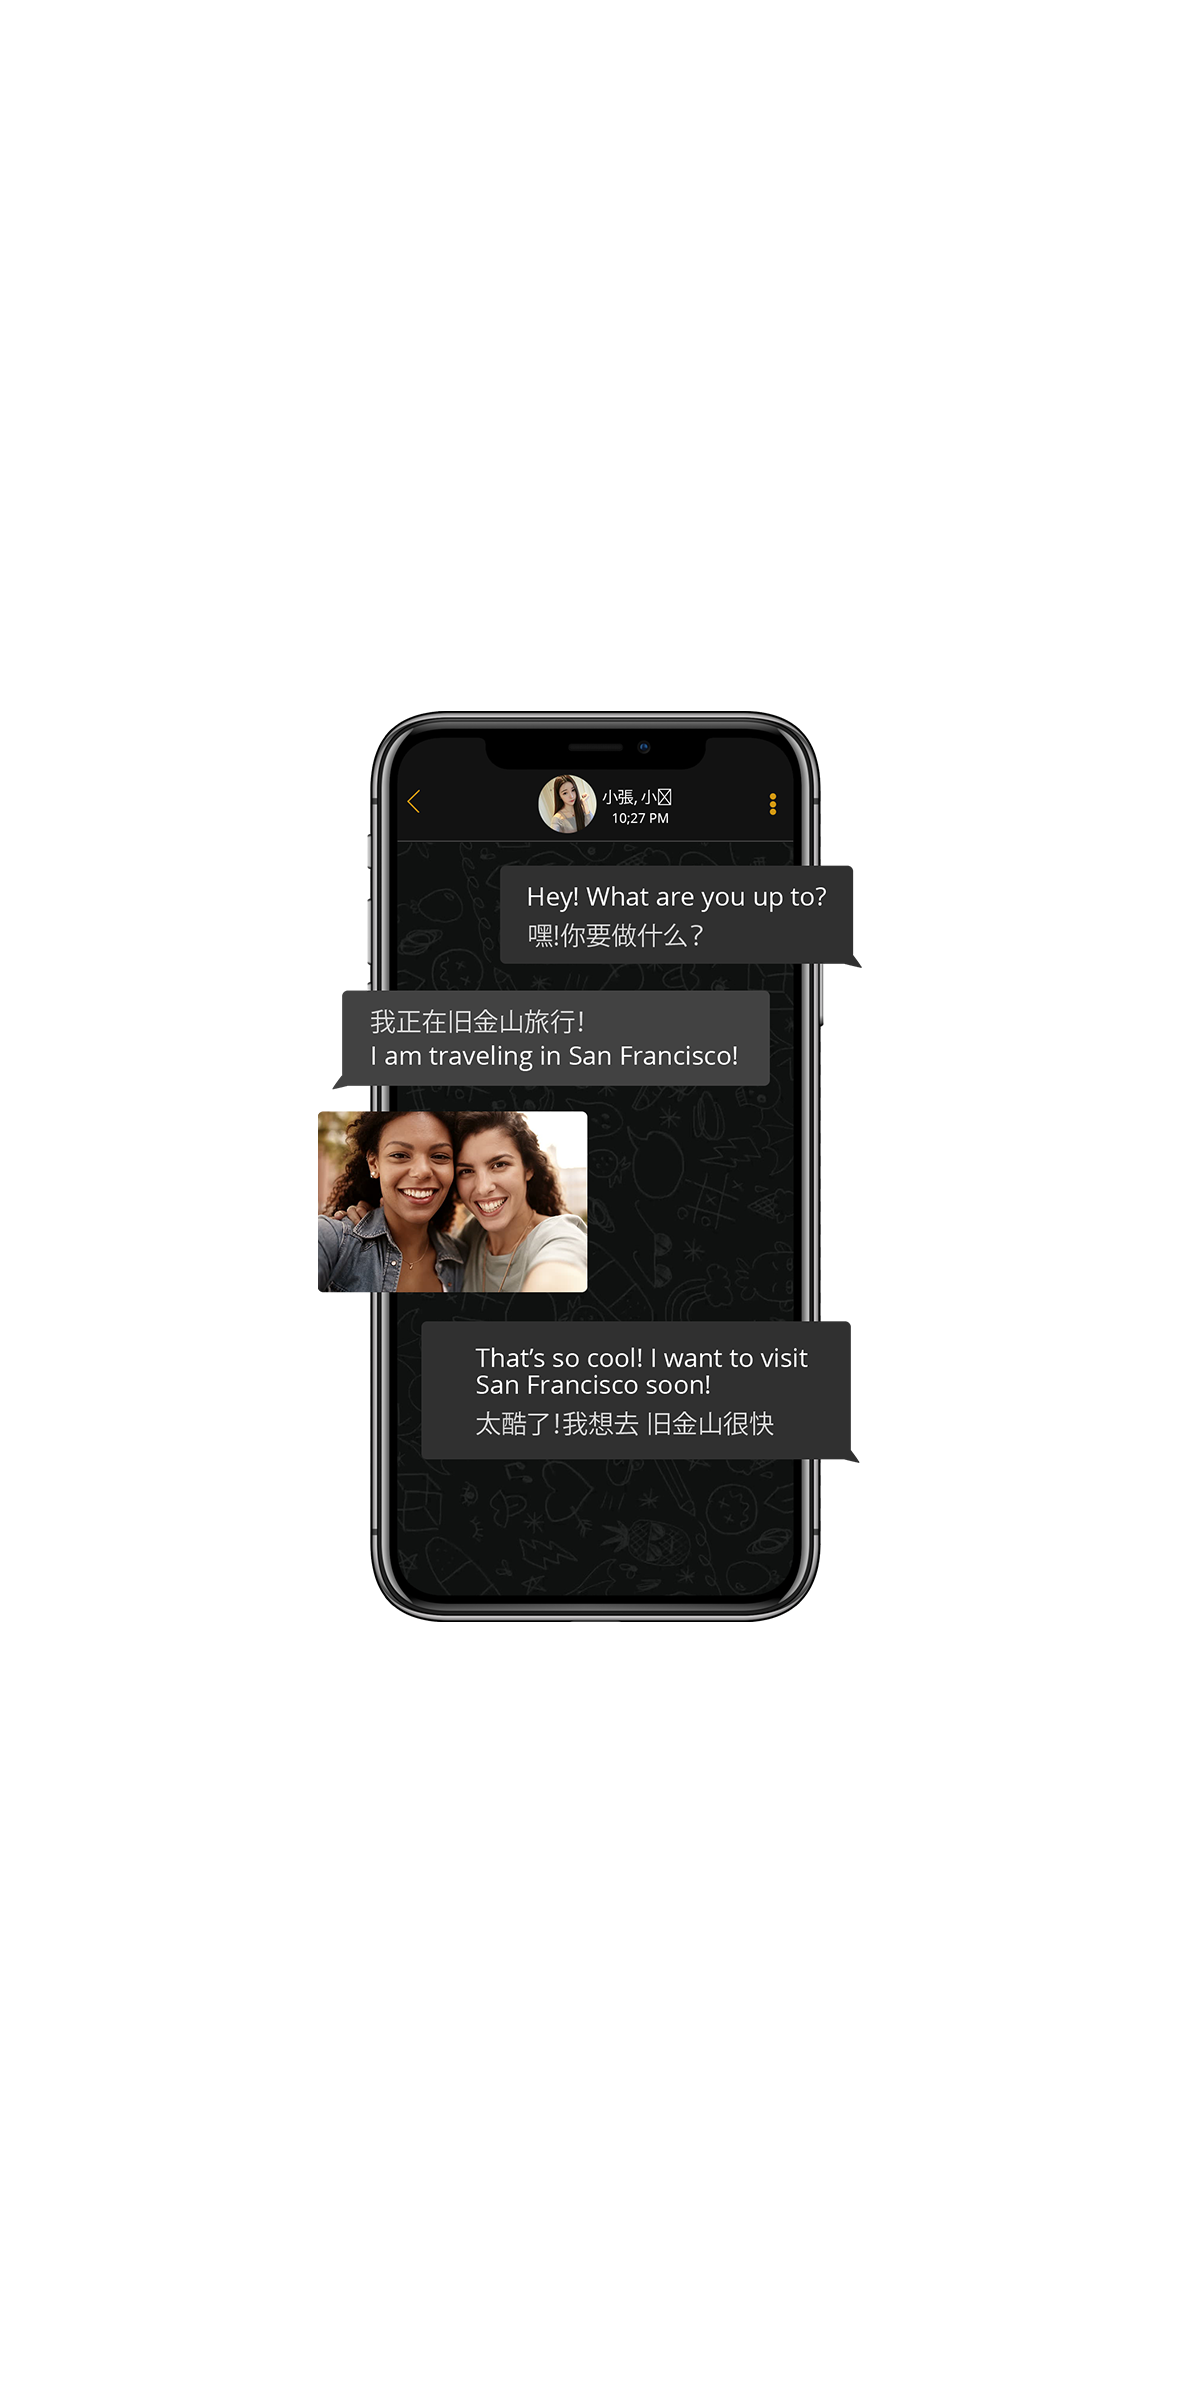 小張, 小
10;27 PM
Hey! What are you up to?
嘿!你要做什么?
我正在旧金山旅行!
I am traveling in San Francisco!
That's so cool! I want to visit
San Francisco soon!
太酷了!我想去 旧金山很快